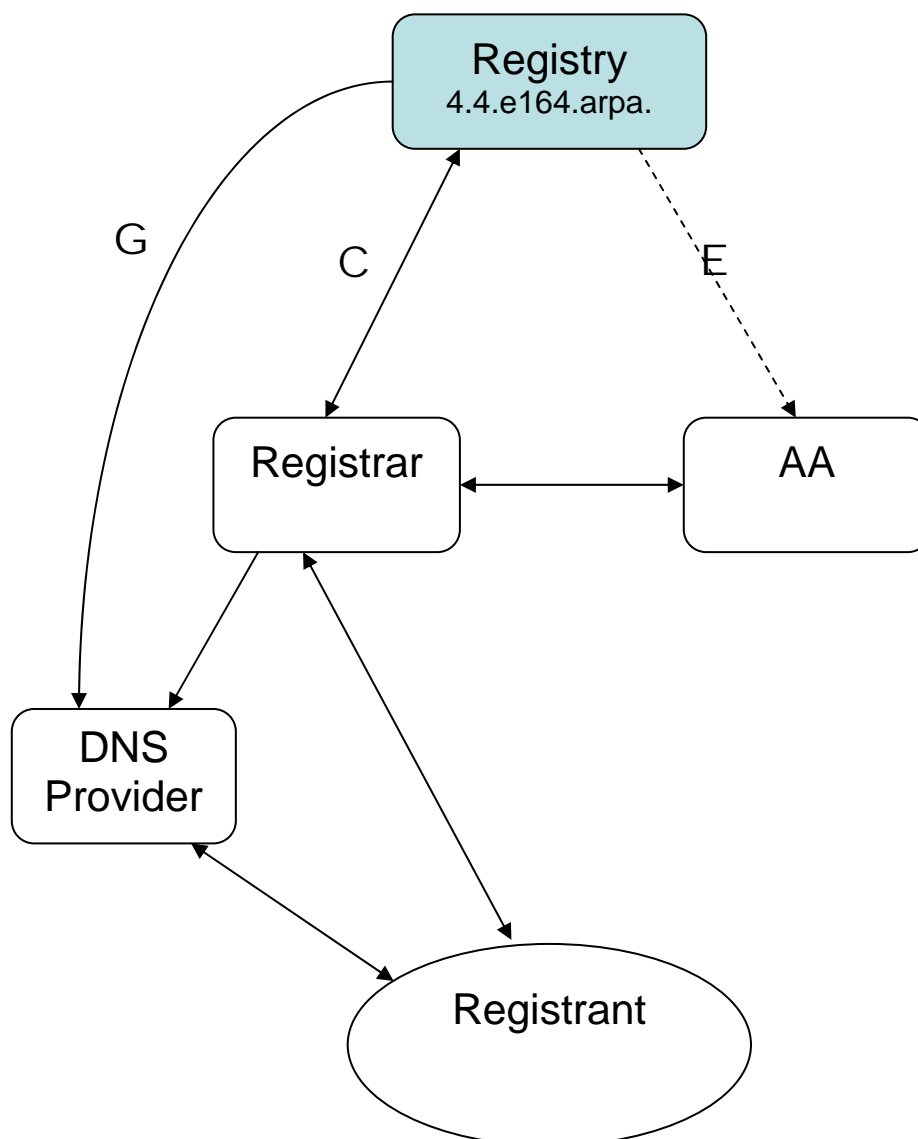 Registry
4.4.e164.arpa.
G
C
E
Registrar
AA
DNS
Provider
Registrant